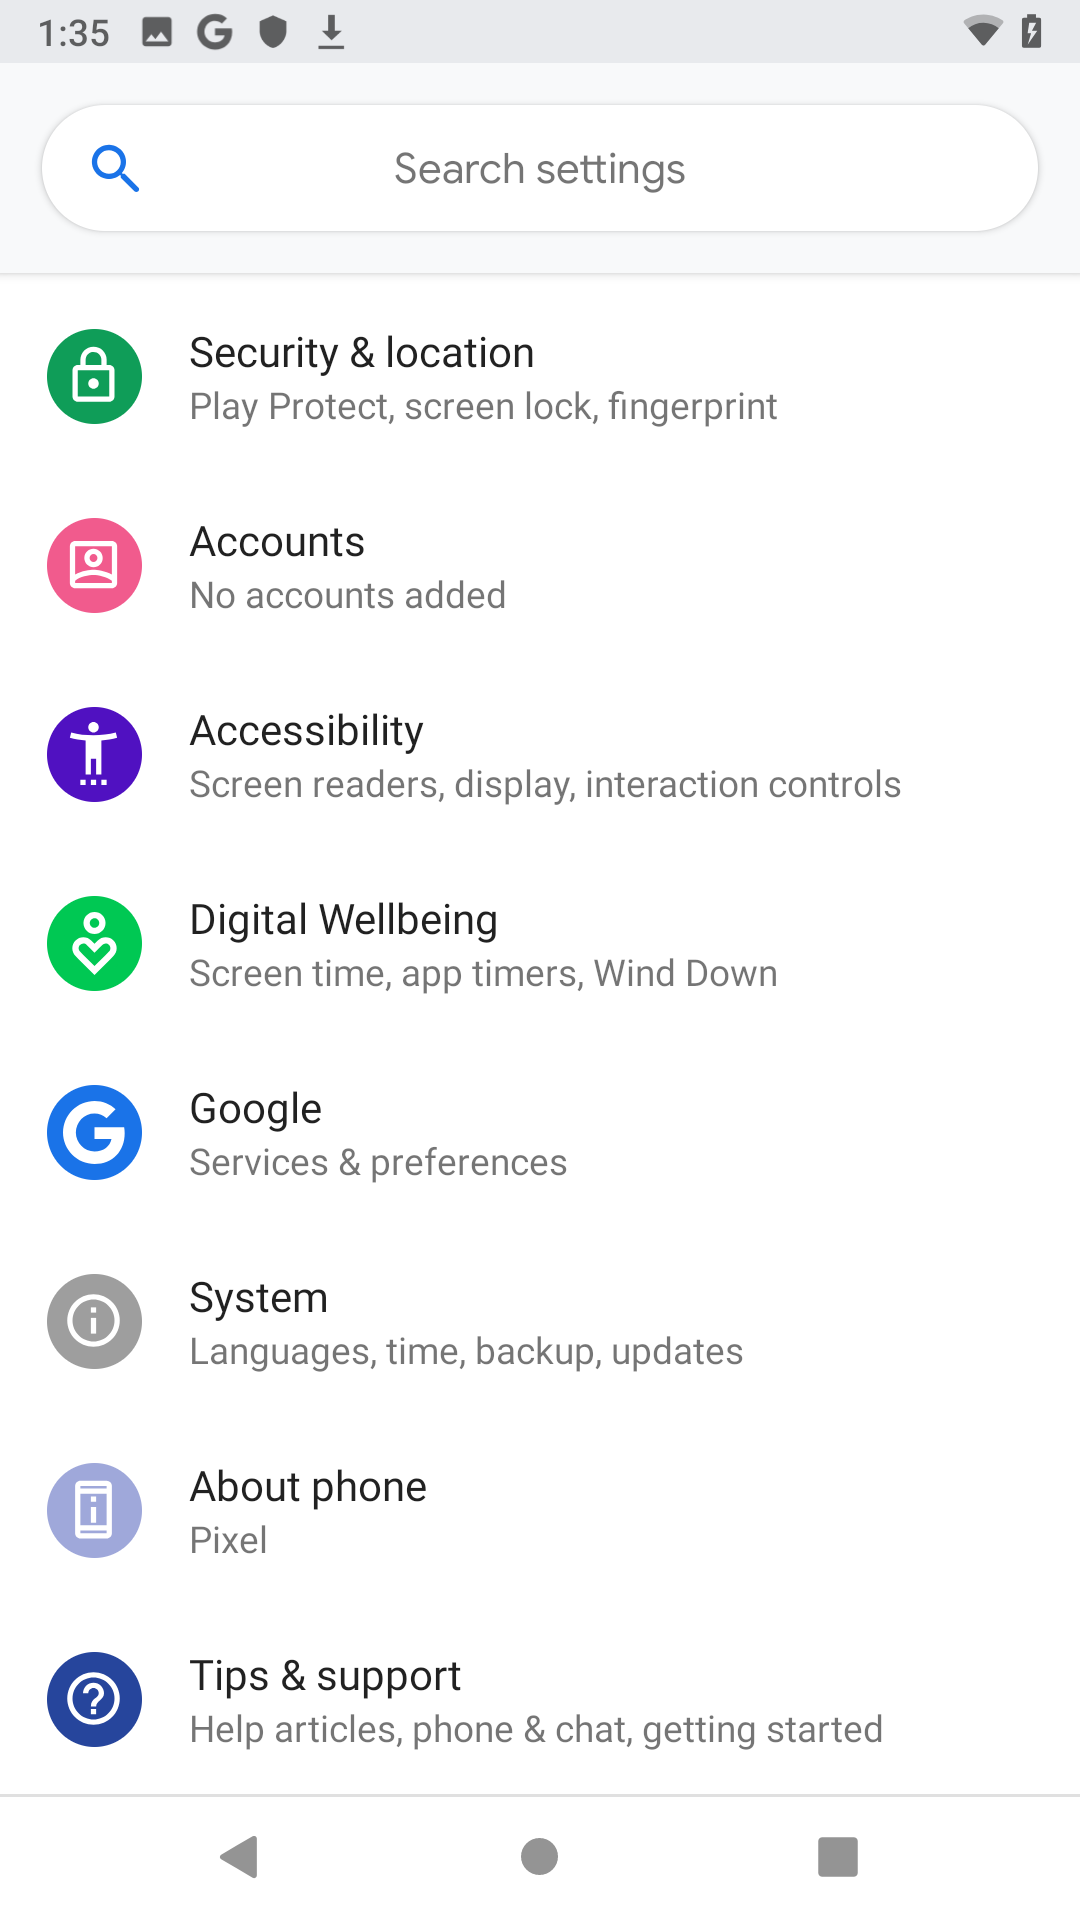 1:35
Search settings
Security & location
Play Protect, screen lock, fingerprint
Accounts
No accounts added
Accessibility
Screen readers, display, interaction controls
Digital Wellbeing
Screen time, app timers, Wind Down
Google
Services & preferences
System
Languages, time, backup, updates
About phone
Pixel
Tips & support
Help articles, phone & chat, getting started